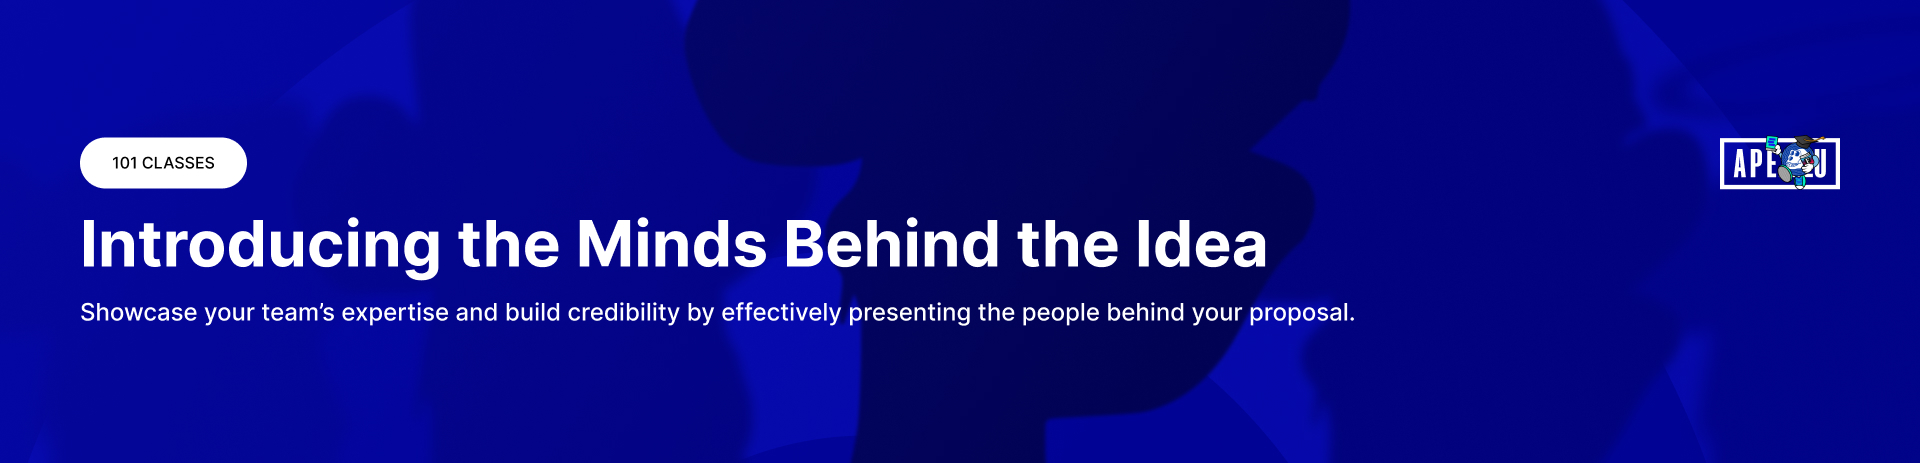 101 CLASSES
APE U
Introducing the Minds Behind the Idea
Showcase your team’s expertise and build credibility by effectively presenting the people behind your proposal.